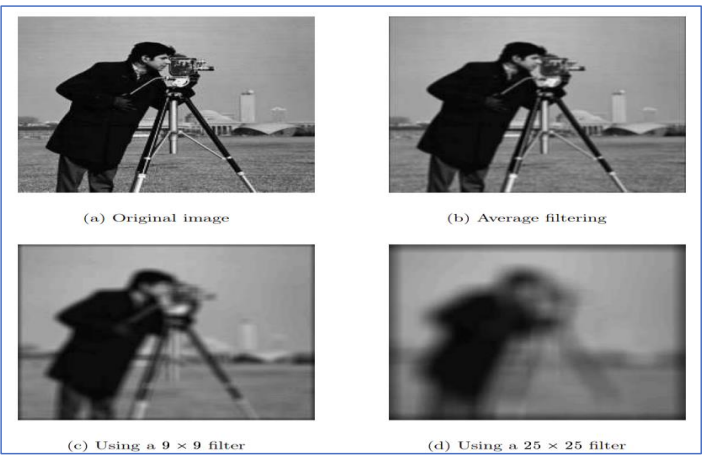 (a) Original image
(b) Average filtering
(c) Using a 9 × 9 filter
(d) Using a 25 × 25 filter